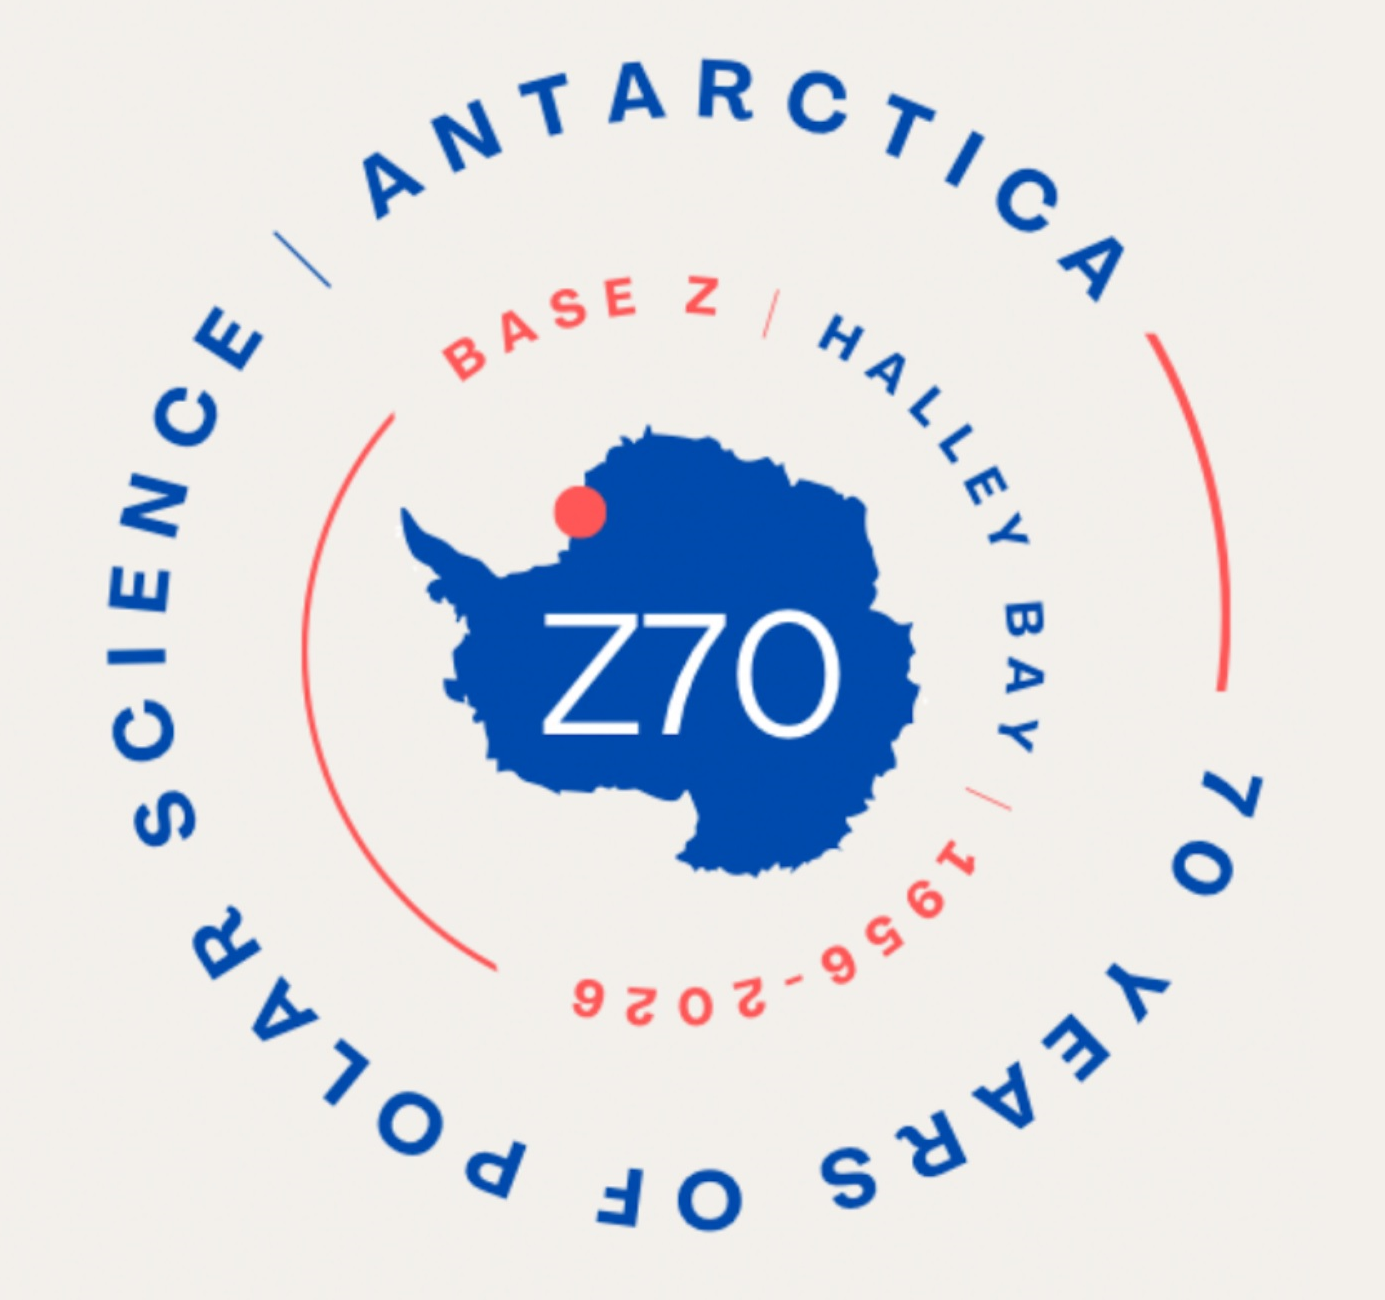 70 YEARS OF POLAR SCIENCE | ANTARCTICA
BASE Z | HALLEY BAY | 1956-2026
Z70